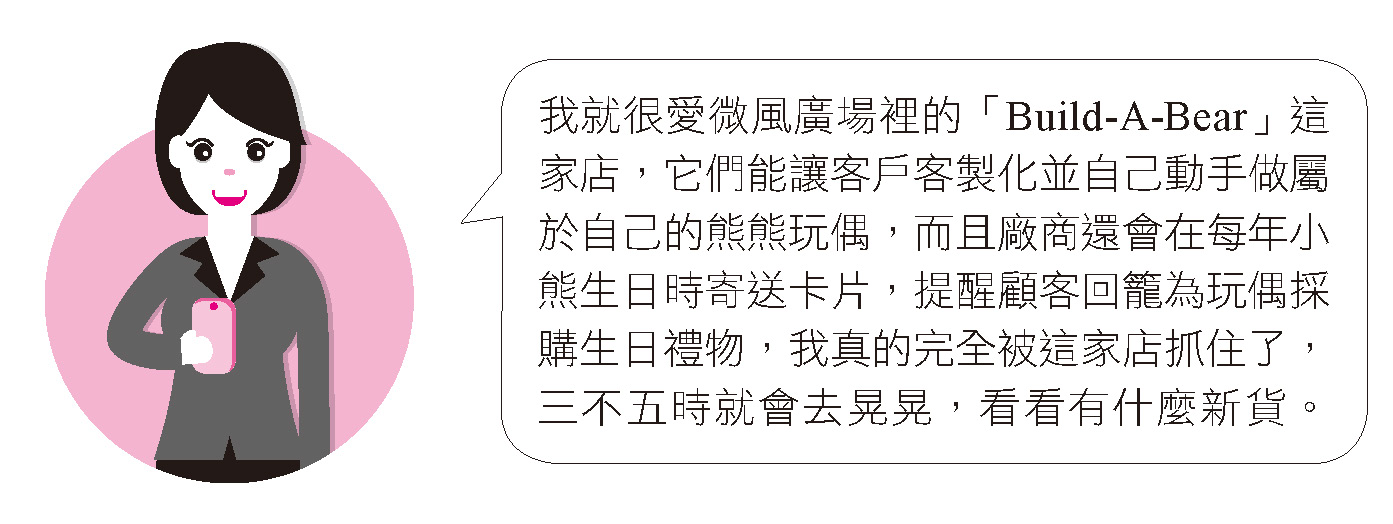 我就很愛微風廣場裡的「Build-A-Bear」這
家店，它們能讓客戶客製化並自己動手做屬
於自己的熊熊玩偶，而且廠商還會在每年小
熊生日時寄送卡片，提醒顧客回籠為玩偶採
購生日禮物，我真的完全被這家店抓住了，
三不五時就會去晃晃，看看有什麼新貨。